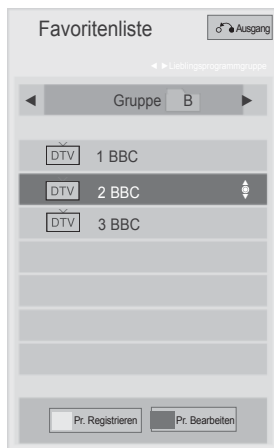 Favoritenliste
Ausgang
◄ ►Lieblingsprogrammgruppe
◄ Gruppe B ►
DTV 1 BBC
DTV 2 BBC
DTV 3 BBC
Pr. Registrieren
Pr. Bearbeiten